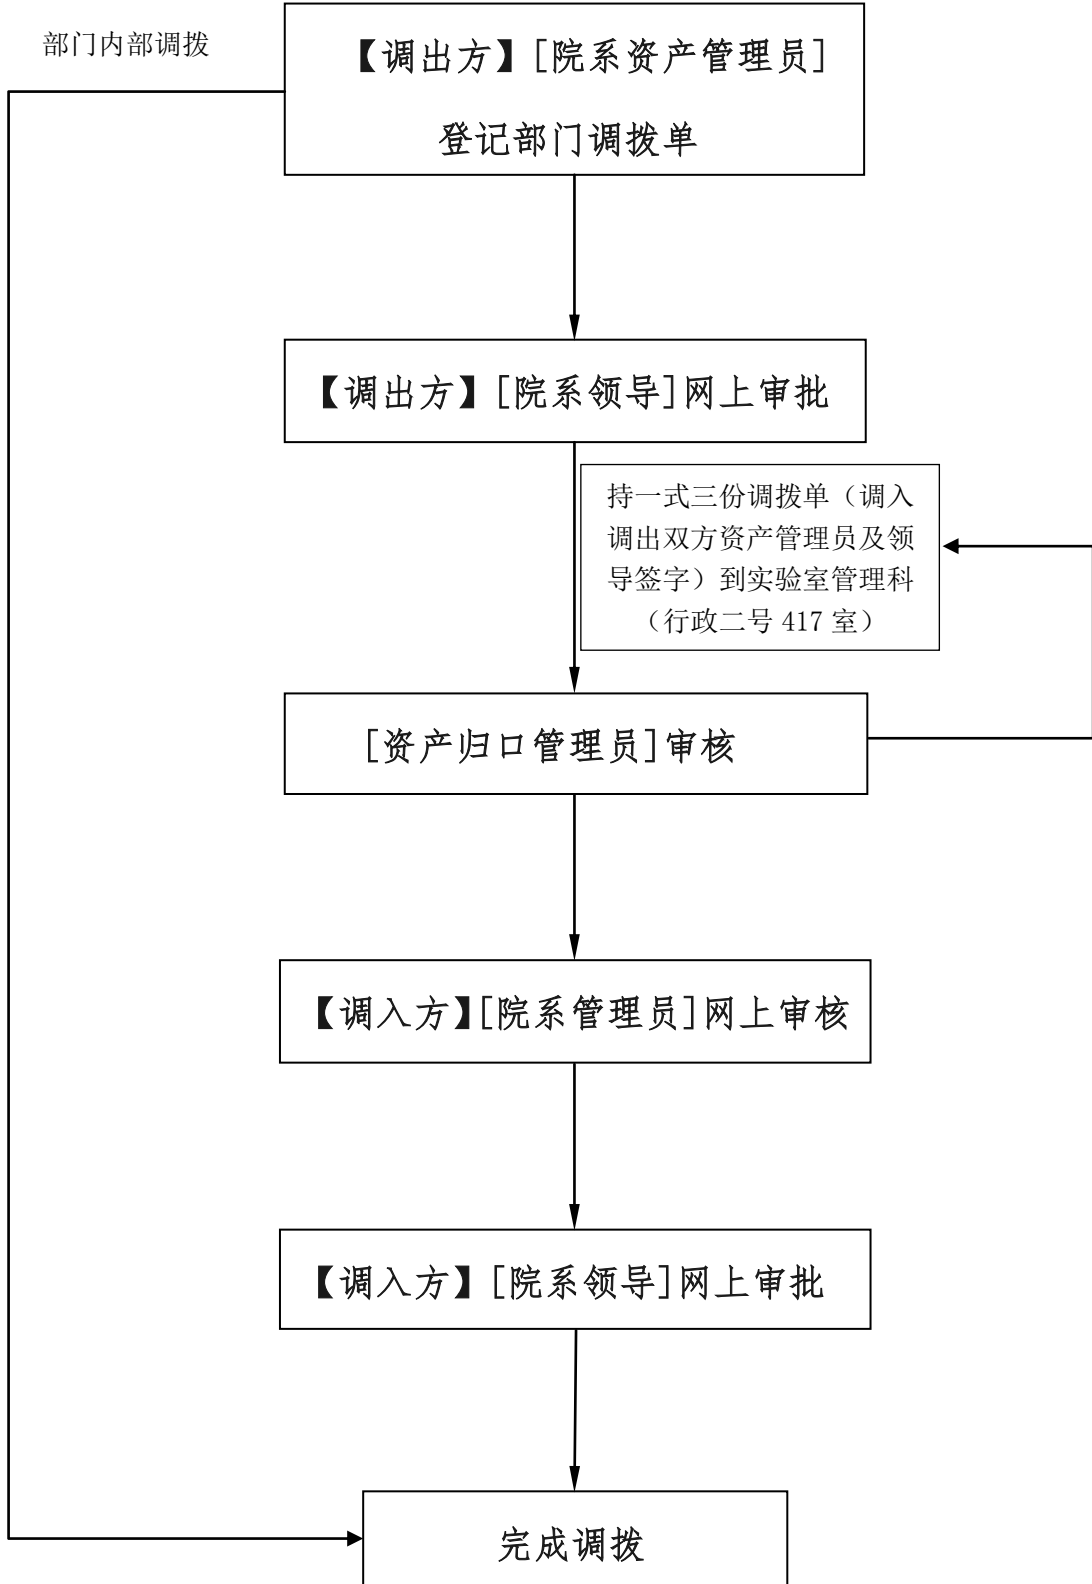 部门内部调拨
【调出方】[院系资产管理员]
登记部门调拨单
【调出方】[院系领导]网上审批
持一式三份调拨单（调入
调出双方资产管理员及领
导签字）到实验室管理科
（行政二号 417 室）
[资产归口管理员]审核
【调入方】[院系管理员]网上审核
【调入方】[院系领导]网上审批
完成调拨